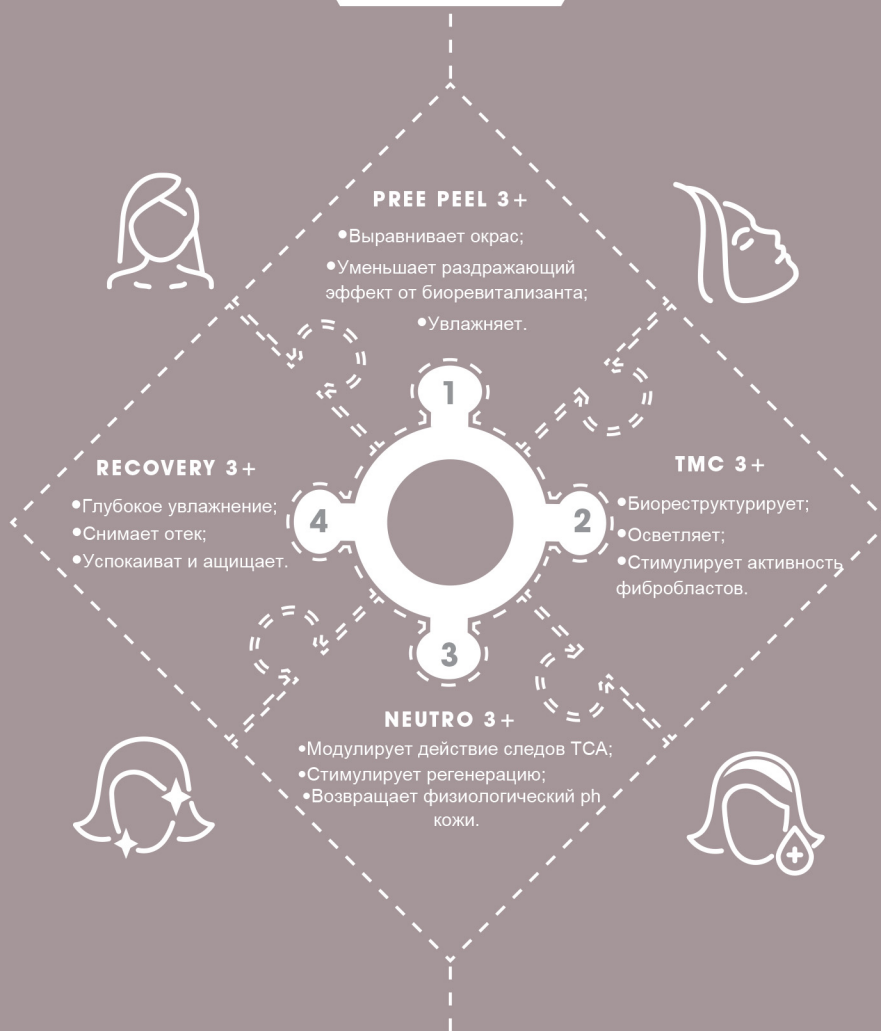 PREE PEEL 3+
•Выравнивает окрас;
•Уменьшает раздражающий
эффект от биоревитализанта;
•Увлажняет.
1
TMC 3+
•Биореструктурирует;
•Осветляет;
•Стимулирует активность
фибробластов.
2
NEUTRO 3+
•Модулирует действие следов TCA;
•Стимулирует регенерацию;
•Возвращает физиологический ph
кожи.
3
RECOVERY 3+
•Глубокое увлажнение;
•Снимает отек;
•Успокаиват и ащищает.
4